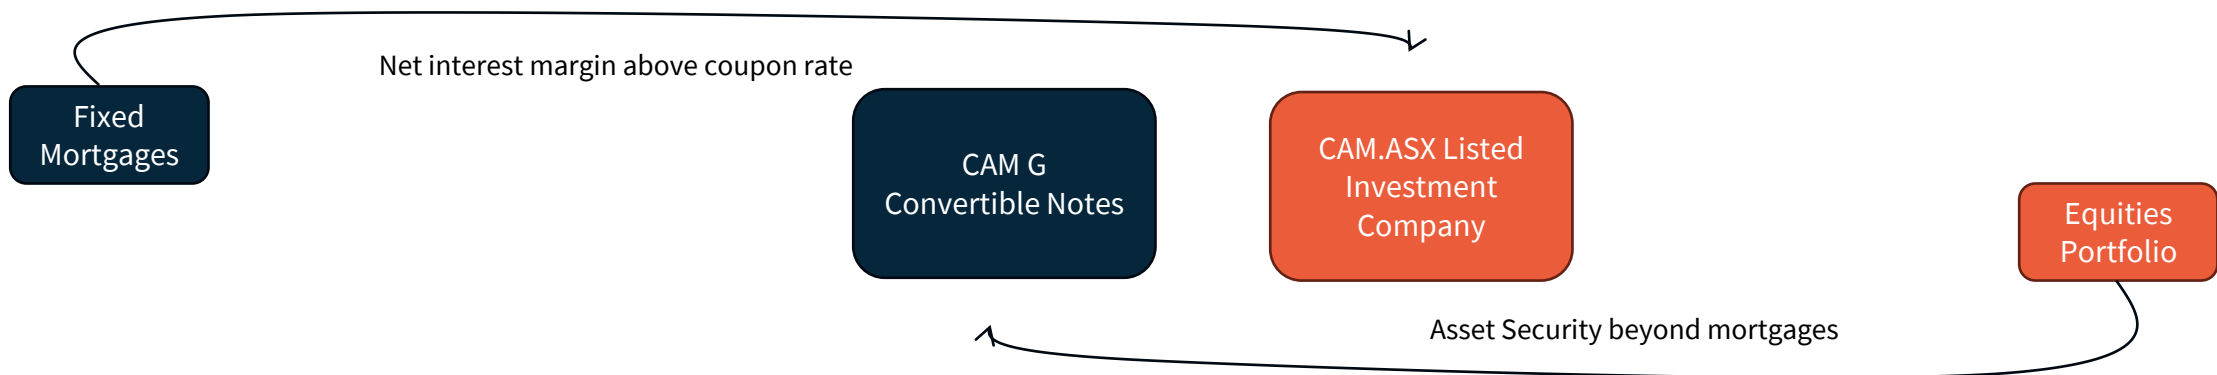 Net interest margin above coupon rate
Fixed
Mortgages
CAM G
Convertible Notes
CAM.ASX Listed
Investment
Company
Equities
Portfolio
Asset Security beyond mortgages